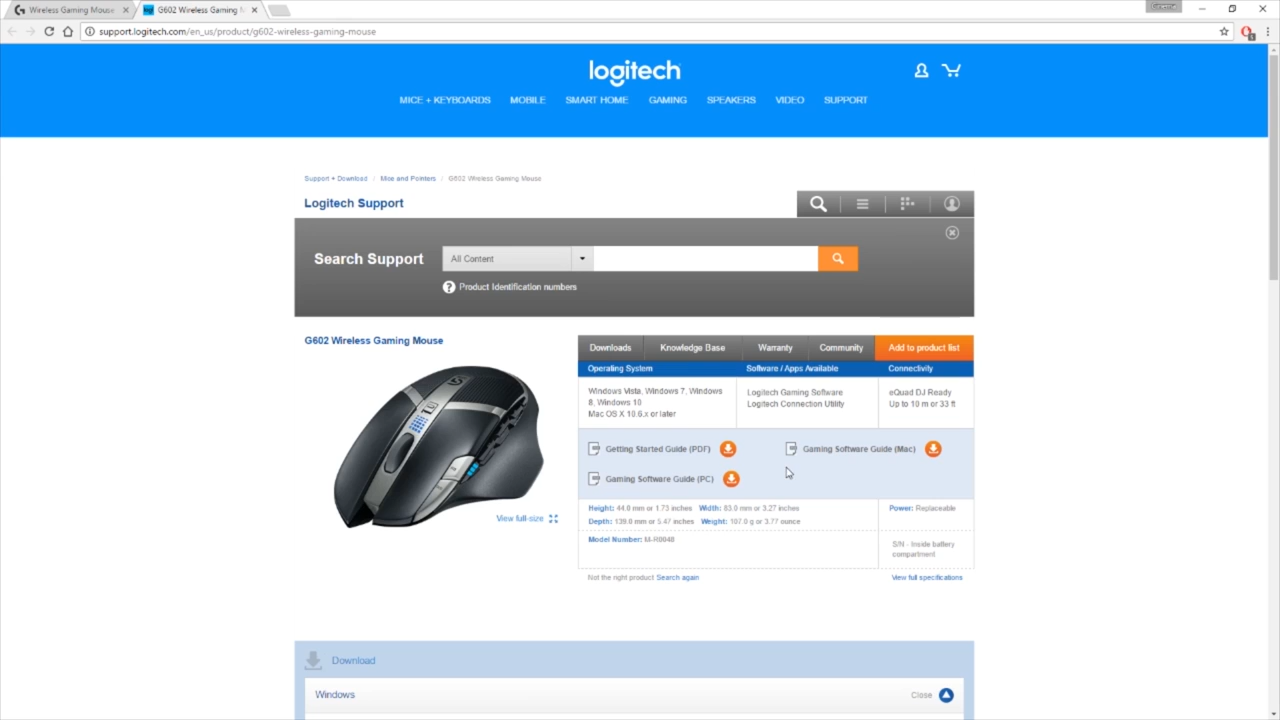 Wireless Gaming Mouse
G602 Wireless Gaming M
Cinema
support.logitech.com/en_us/product/g602-wireless-gaming-mouse
logitech
MICE + KEYBOARDS MOBILE SMART HOME GAMING SPEAKERS VIDEO SUPPORT
Support + Download / Mice and Pointers / G602 Wireless Gaming Mouse
Logitech Support
Search Support All Content
? Product Identification numbers
G602 Wireless Gaming Mouse
Downloads Knowledge Base Warranty Community Add to product list
Operating System Software / Apps Available Connectivity
Windows Vista, Windows 7, Windows
8, Windows 10
Mac OS X 10.6.x or later
Logitech Gaming Software
Logitech Connection Utility
eQuad DJ Ready
Up to 10 m or 33 ft
Getting Started Guide (PDF) Gaming Software Guide (Mac)
Gaming Software Guide (PC)
View full-size
Height: 44.0 mm or 1.73 inches Width: 83.0 mm or 3.27 inches Power: Replaceable
Depth: 139.0 mm or 5.47 inches Weight: 107.0 g or 3.77 ounce
Model Number: M-R0048
S/N - Inside battery
compartment
Not the right product Search again View full specifications
Download
Windows Close